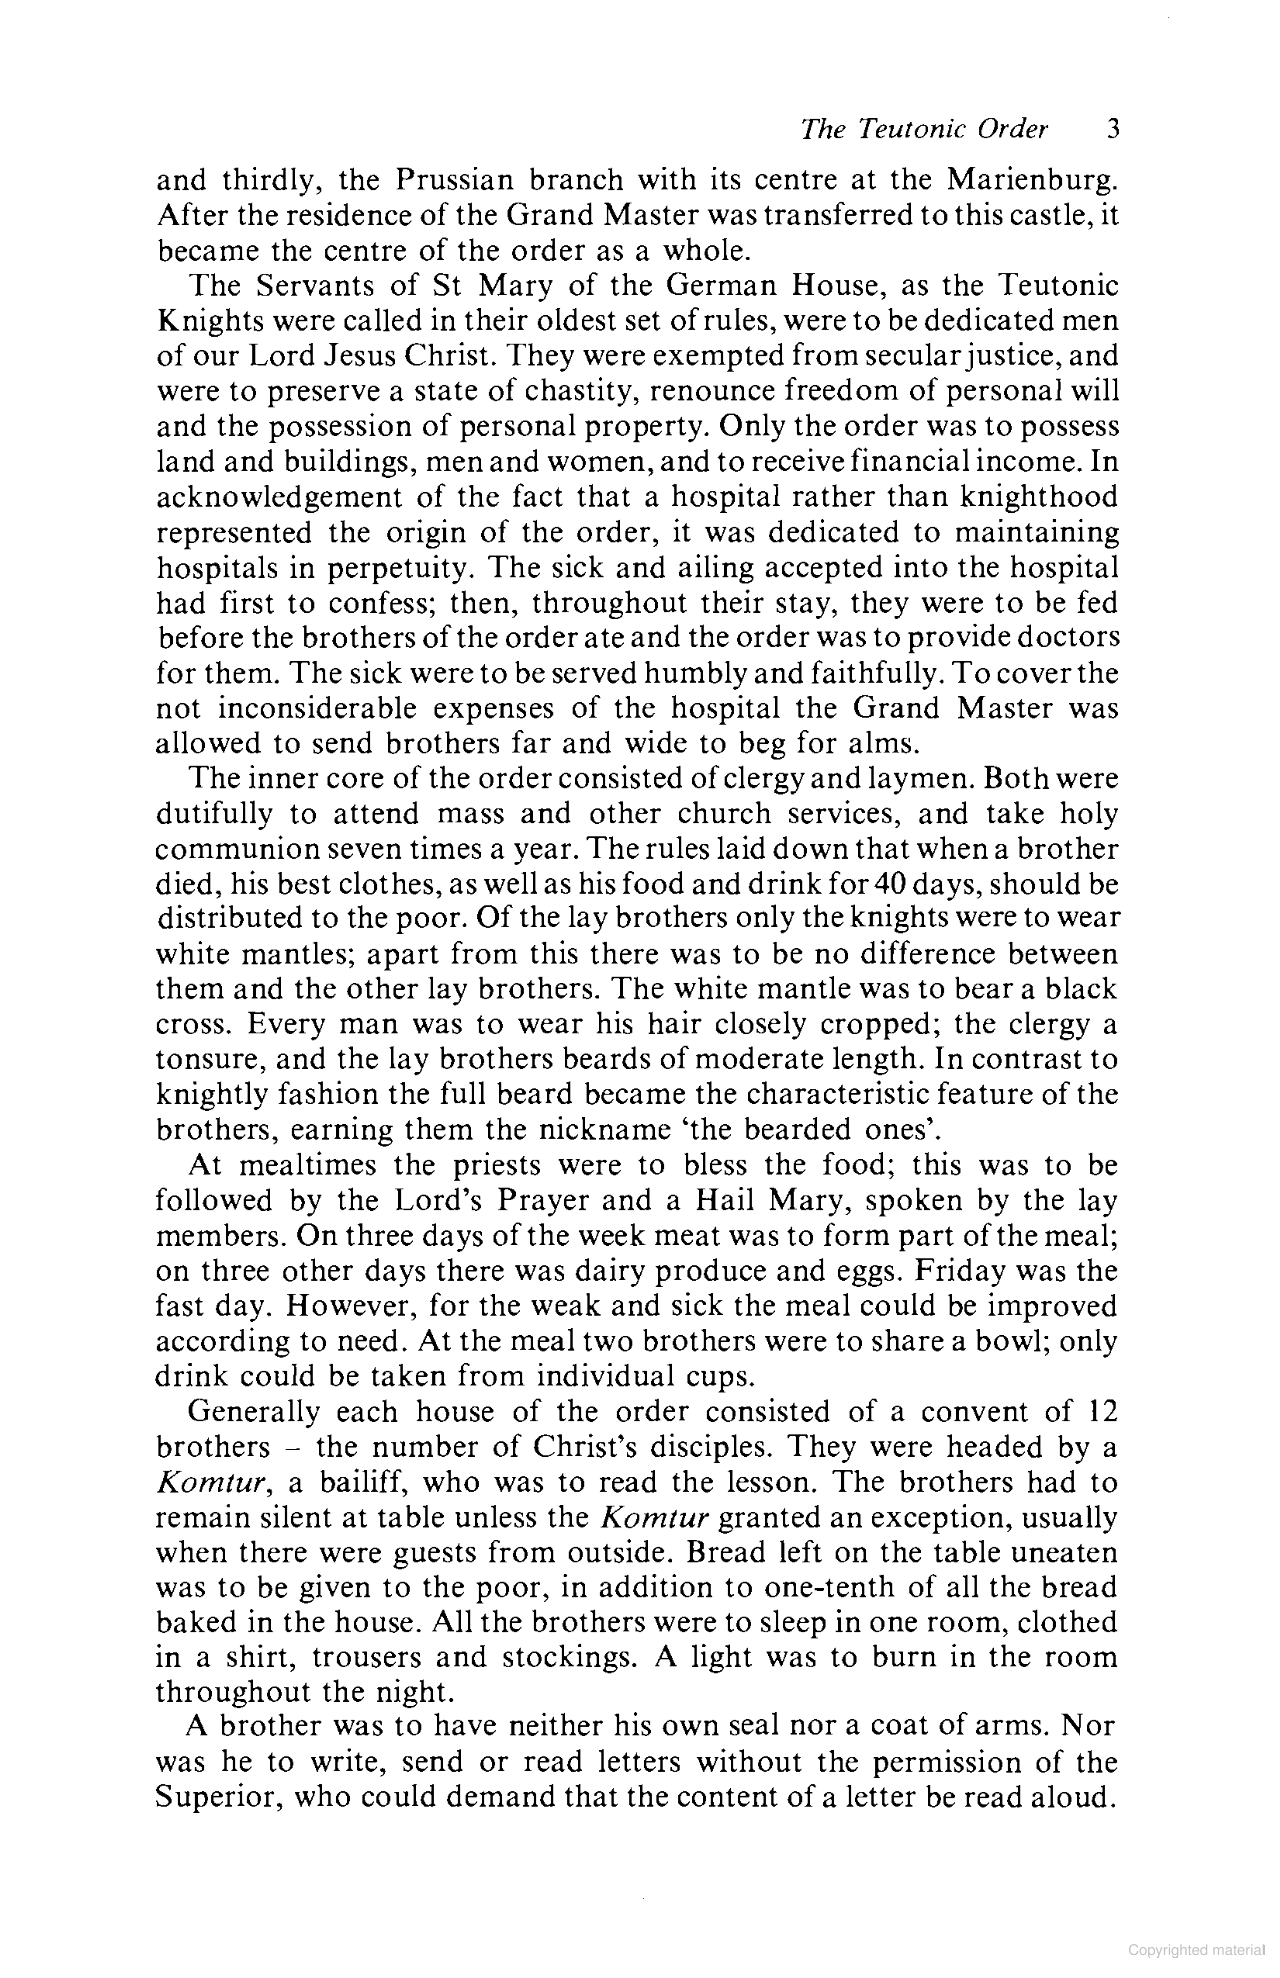 The Teutonic Order 3
and thirdly, the Prussian branch with its centre at the Marienburg.
After the residence of the Grand Master was transferred to this castle, it
became the centre of the order as a whole.
The Servants of St Mary of the German House, as the Teutonic
Knights were called in their oldest set of rules, were to be dedicated men
of our Lord Jesus Christ. They were exempted from secular justice, and
were to preserve a state of chastity, renounce freedom of personal will
and the possession of personal property. Only the order was to possess
land and buildings, men and women, and to receive financial income. In
acknowledgement of the fact that a hospital rather than knighthood
represented the origin of the order, it was dedicated to maintaining
hospitals in perpetuity. The sick and ailing accepted into the hospital
had first to confess; then, throughout their stay, they were to be fed
before the brothers of the order ate and the order was to provide doctors
for them. The sick were to be served humbly and faithfully. To cover the
not inconsiderable expenses of the hospital the Grand Master was
allowed to send brothers far and wide to beg for alms.
The inner core of the order consisted of clergy and laymen. Both were
dutifully to attend mass and other church services, and take holy
communion seven times a year. The rules laid down that when a brother
died, his best clothes, as well as his food and drink for 40 days, should be
distributed to the poor. Of the lay brothers only the knights were to wear
white mantles; apart from this there was to be no difference between
them and the other lay brothers. The white mantle was to bear a black
cross. Every man was to wear his hair closely cropped; the clergy a
tonsure, and the lay brothers beards of moderate length. In contrast to
knightly fashion the full beard became the characteristic feature of the
brothers, earning them the nickname ‘the bearded ones’.
At mealtimes the priests were to bless the food; this was to be
followed by the Lord’s Prayer and a Hail Mary, spoken by the lay
members. On three days of the week meat was to form part of the meal;
on three other days there was dairy produce and eggs. Friday was the
fast day. However, for the weak and sick the meal could be improved
according to need. At the meal two brothers were to share a bowl; only
drink could be taken from individual cups.
Generally each house of the order consisted of a convent of 12
brothers – the number of Christ’s disciples. They were headed by a
Komtur, a bailiff, who was to read the lesson. The brothers had to
remain silent at table unless the Komtur granted an exception, usually
when there were guests from outside. Bread left on the table uneaten
was to be given to the poor, in addition to one-tenth of all the bread
baked in the house. All the brothers were to sleep in one room, clothed
in a shirt, trousers and stockings. A light was to burn in the room
throughout the night.
A brother was to have neither his own seal nor a coat of arms. Nor
was he to write, send or read letters without the permission of the
Superior, who could demand that the content of a letter be read aloud.
Copyrighted material